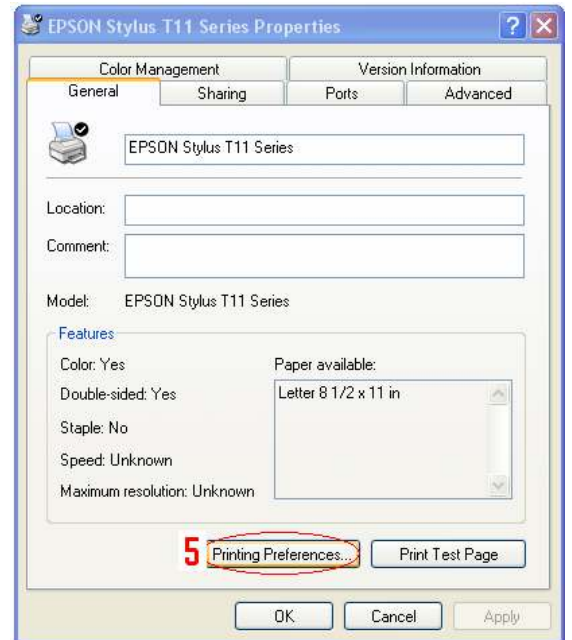 EPSON Stylus T11 Series Properties
Color Management Version Information
General Sharing Ports Advanced
EPSON Stylus T11 Series
Location:
Comment:
Model: EPSON Stylus T11 Series
Features
Color: Yes Paper available:
Double-sided: Yes Letter 8 1/2 x 11 in
Staple: No
Speed: Unknown
Maximum resolution: Unknown
5 Printing Preferences... Print Test Page
OK Cancel Apply